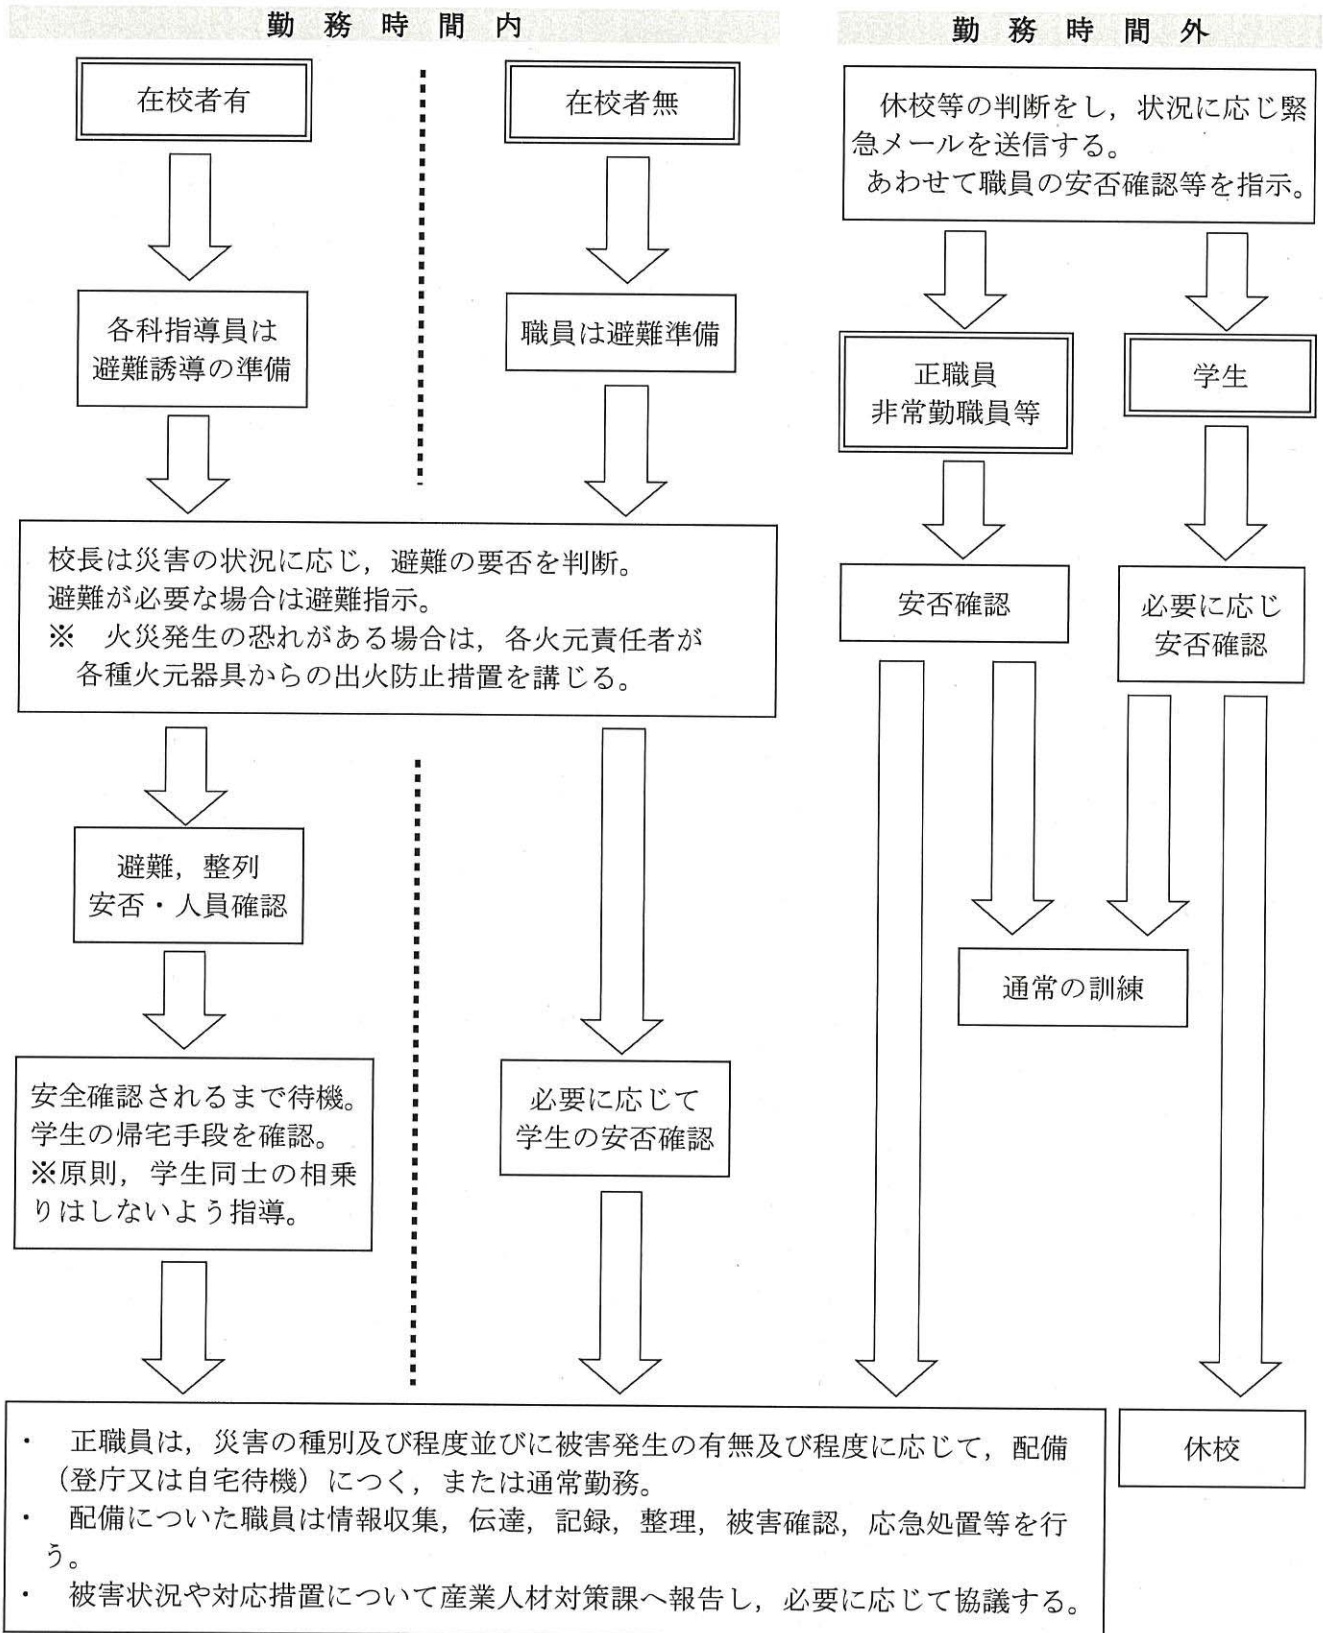 勤務時間内
在校者有
在校者無
各科指導員は
避難誘導の準備
職員は避難準備
校長は災害の状況に応じ，避難の要否を判断。
避難が必要な場合は避難指示。
※　火災発生の恐れがある場合は，各火元責任者が
各種火元器具からの出火防止措置を講じる。
避難，整列
安否・人員確認
安全確認されるまで待機。
学生の帰宅手段を確認。
※原則，学生同士の相乗
りはしないよう指導。
必要に応じて
学生の安否確認
勤務時間外
休校等の判断をし，状況に応じ緊
急メールを送信する。
あわせて職員の安否確認等を指示。
正職員
非常勤職員等
学生
安否確認
必要に応じ
安否確認
通常の訓練
・　正職員は，災害の種別及び程度並びに被害発生の有無及び程度に応じて，配備
（登庁又は自宅待機）につく，または通常勤務。
・　配備についた職員は情報収集，伝達，記録，整理，被害確認，応急処置等を行
う。
・　被害状況や対応措置について産業人材対策課へ報告し，必要に応じて協議する。
休校